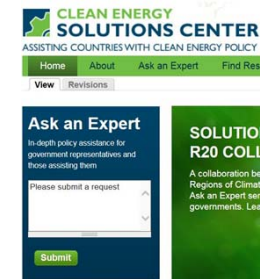 CLEAN ENERGY
SOLUTIONS CENTER
ASSISTING COUNTRIES WITH CLEAN ENERGY POLICY
Home About Ask an Expert Find Res
View Revisions
Ask an Expert
In-depth policy assistance for
government representatives and
those assisting them
Please submit a request
Submit
SOLUTIO
R20 COLL
A collaboration be
Regions of Climat
Ask an Expert ser
governments. Lea